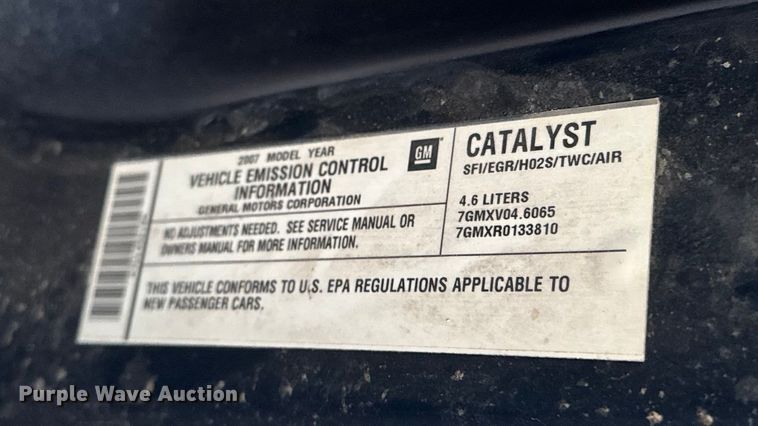 2007 MODEL YEAR
VEHICLE EMISSION CONTROL
INFORMATION
GENERAL MOTORS CORPORATION
GM
NO ADJUSTMENTS NEEDED. SEE SERVICE MANUAL OR
OWNERS MANUAL FOR MORE INFORMATION.
CATALYST
SFI/EGR/HO2S/TWC/AIR
4.6 LITERS
7GMXV04.6065
7GMXR0133810
THIS VEHICLE CONFORMS TO U.S. EPA REGULATIONS APPLICABLE TO
NEW PASSENGER CARS.
Purple Wave Auction